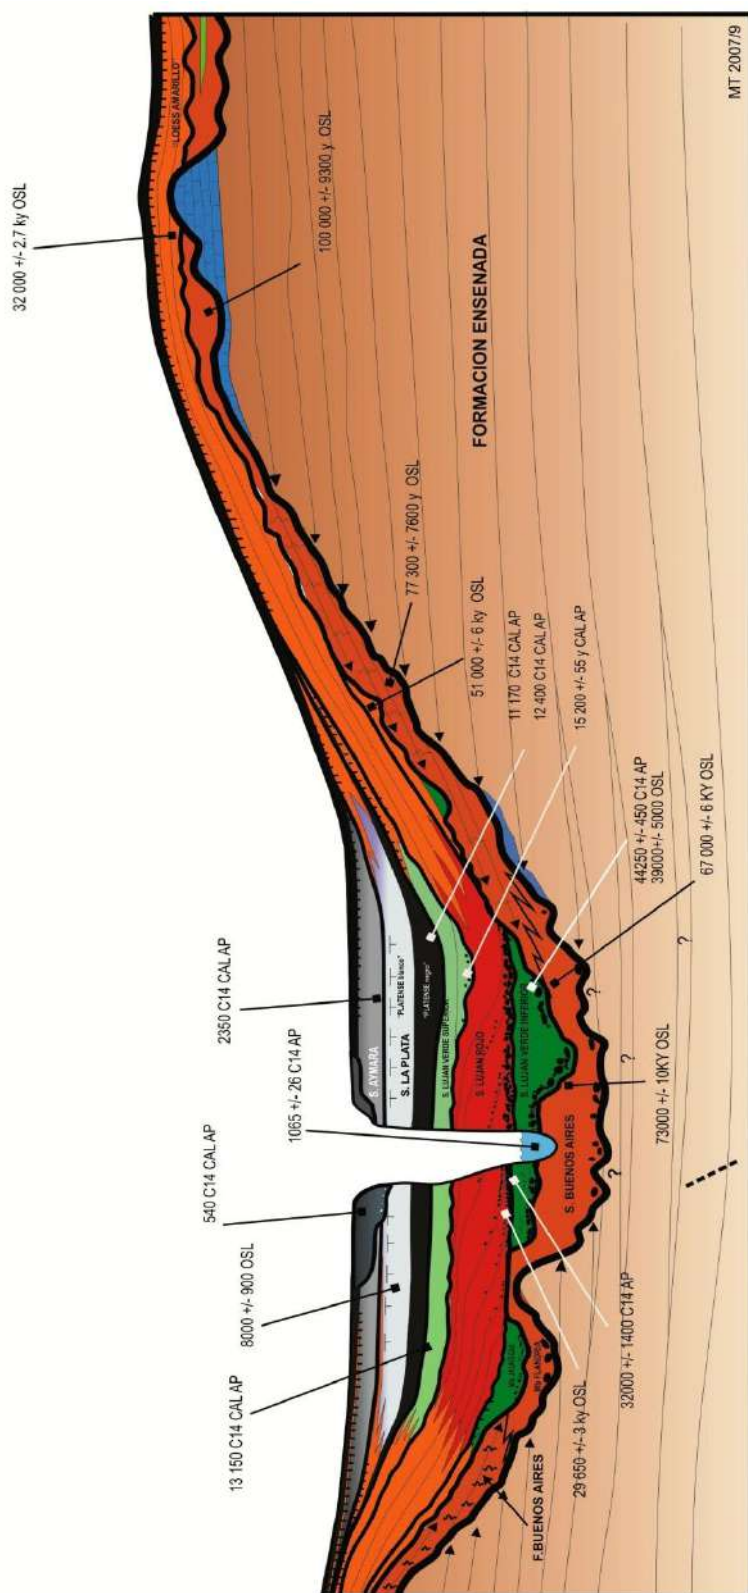 32 000 +/- 2.7 ky OSL
"LOESS AMARILLO"
100 000 +/- 9300 y OSL
FORMACION ENSENADA
MT 2007/9
77 300 +/- 7600 y OSL
51 000 +/- 6 ky OSL
11 170 C14 CAL AP
12 400 C14 CAL AP
15 200 +/- 55 y CAL AP
44250 +/- 450 C14 AP
39000+/- 5000 OSL
67 000 +/- 6 KY OSL
2350 C14 CAL AP
1065 +/- 26 C14 AP
540 C14 CAL AP
8000 +/- 900 OSL
13 150 C14 CAL AP
S. AYMARA
"PLATENSE blanco"
S. LA PLATA
"PLATENSE negro"
S. LUJAN VERDE SUPERIOR
S. LUJAN ROJO
S. LUJAN VERDE INFERIOR
S. BUENOS AIRES
73000 +/- 10KY OSL
?
?
?
?
32000 +/- 1400 C14 AP
29 650 +/- 3 ky OSL
Mb FLANDRIA
F.BUENOS AIRES